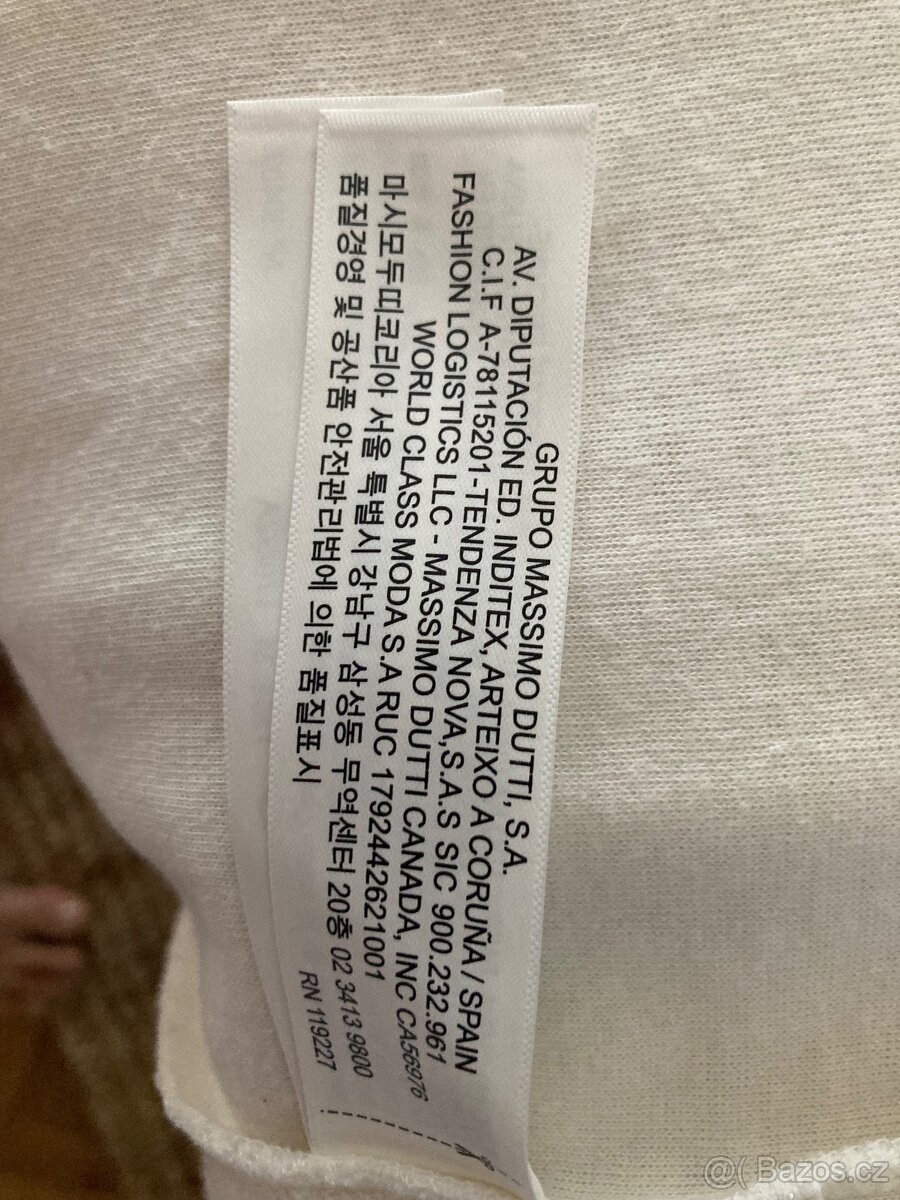 GRUPO MASSIMO DUTTI, S.A.
AV. DIPUTACIÓN ED. INDITEX, ARTEIXO A CORUÑA / SPAIN
C.I.F A-78115201-TENDENZA NOVA,S.A.S SIC 900.232.961
FASHION LOGISTICS LLC - MASSIMO DUTTI CANADA, INC CA56976
WORLD CLASS MODA S.A RUC 1792442621001
마시모두띠코리아 서울 특별시 강남구 삼성동 무역센터 20층 02 3413 9800
품질경영 및 공산품 안전관리법에 의한 품질표시
RN 119227
@( Bazos.cz